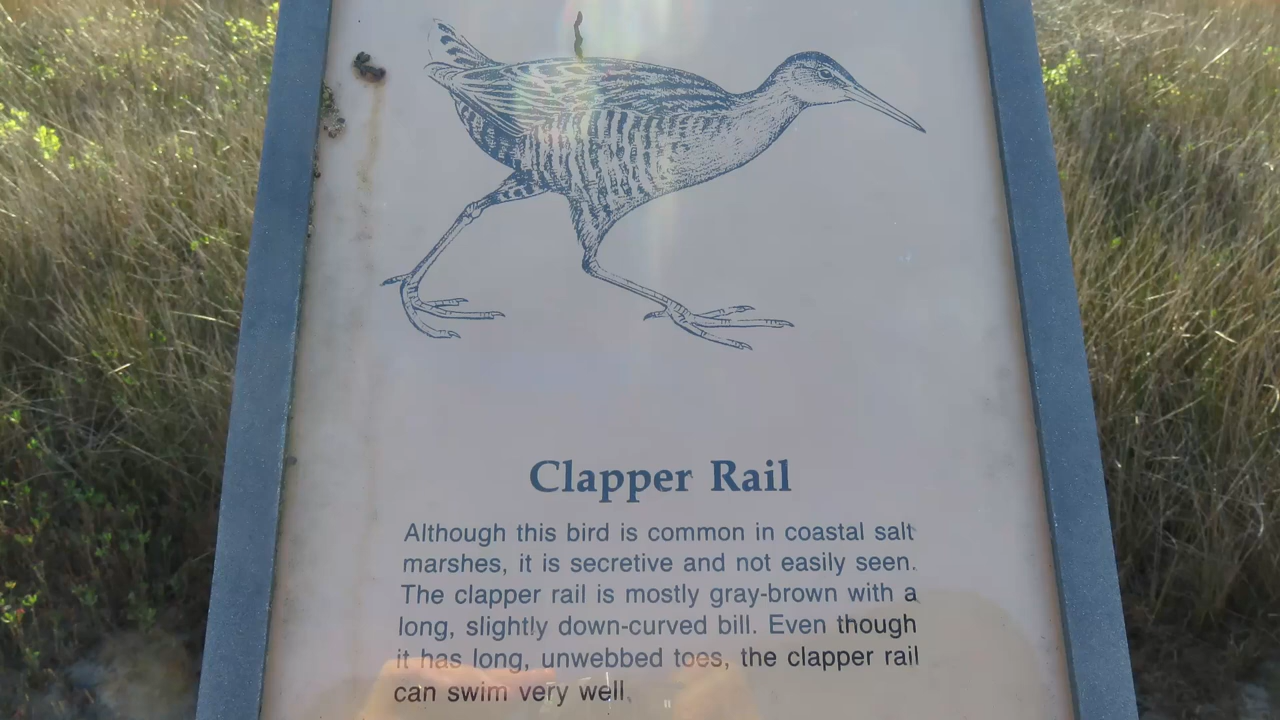 Clapper Rail
Although this bird is common in coastal salt
marshes, it is secretive and not easily seen.
The clapper rail is mostly gray-brown with a
long, slightly down-curved bill. Even though
it has long, unwebbed toes, the clapper rail
can swim very well.